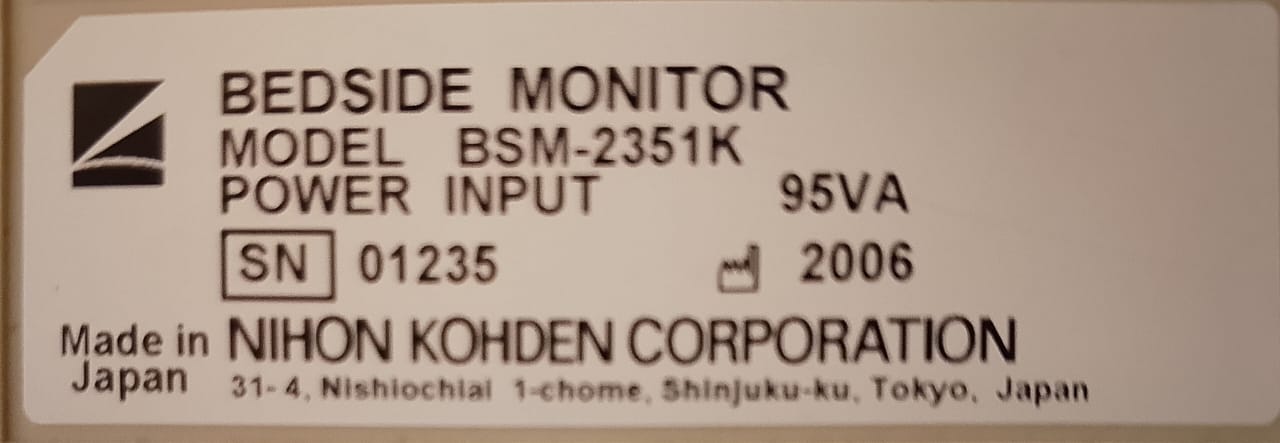 BEDSIDE MONITOR
MODEL BSM-2351K
POWER INPUT 95VA
SN 01235 2006
Made in Japan
NIHON KOHDEN CORPORATION
31-4, Nishiochiai 1-chome, Shinjuku-ku, Tokyo, Japan